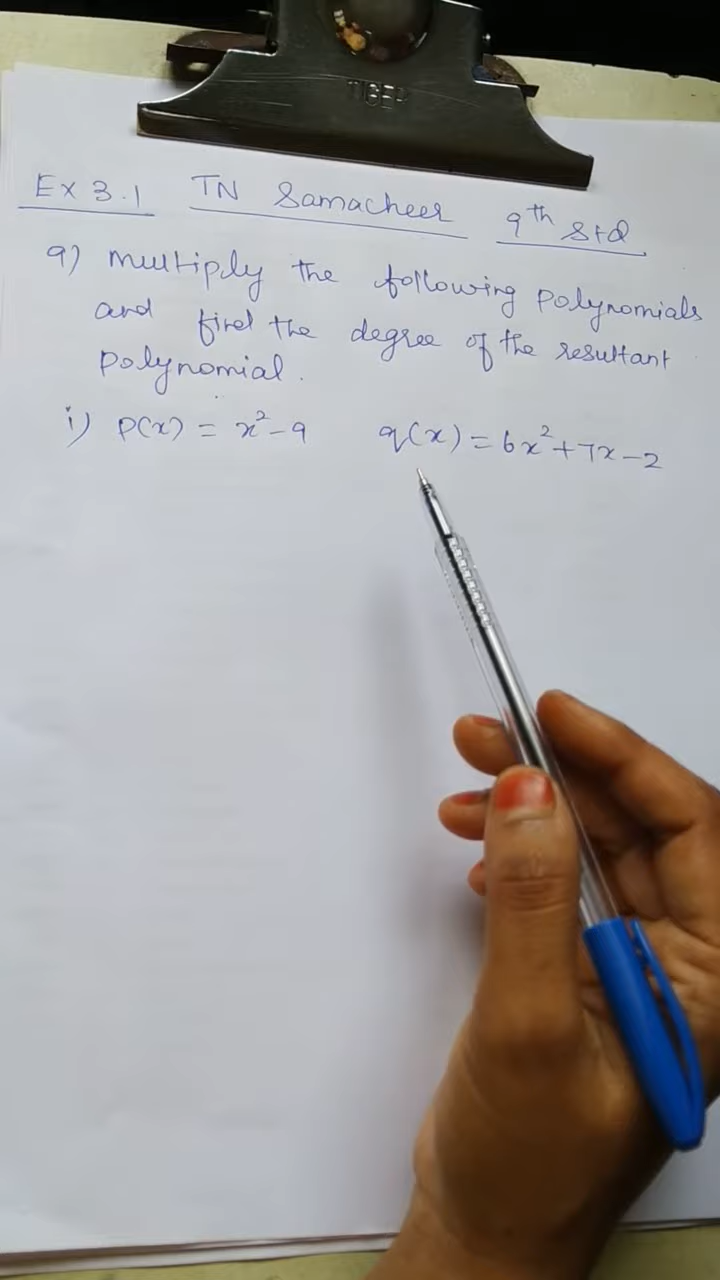 TIGER
Ex 3.1 TN Samacheer 9th Std
9) Multiply the following polynomials
and find the degree of the resultant
polynomial.
i) P(x) = x²-9 q(x) = 6x²+7x-2